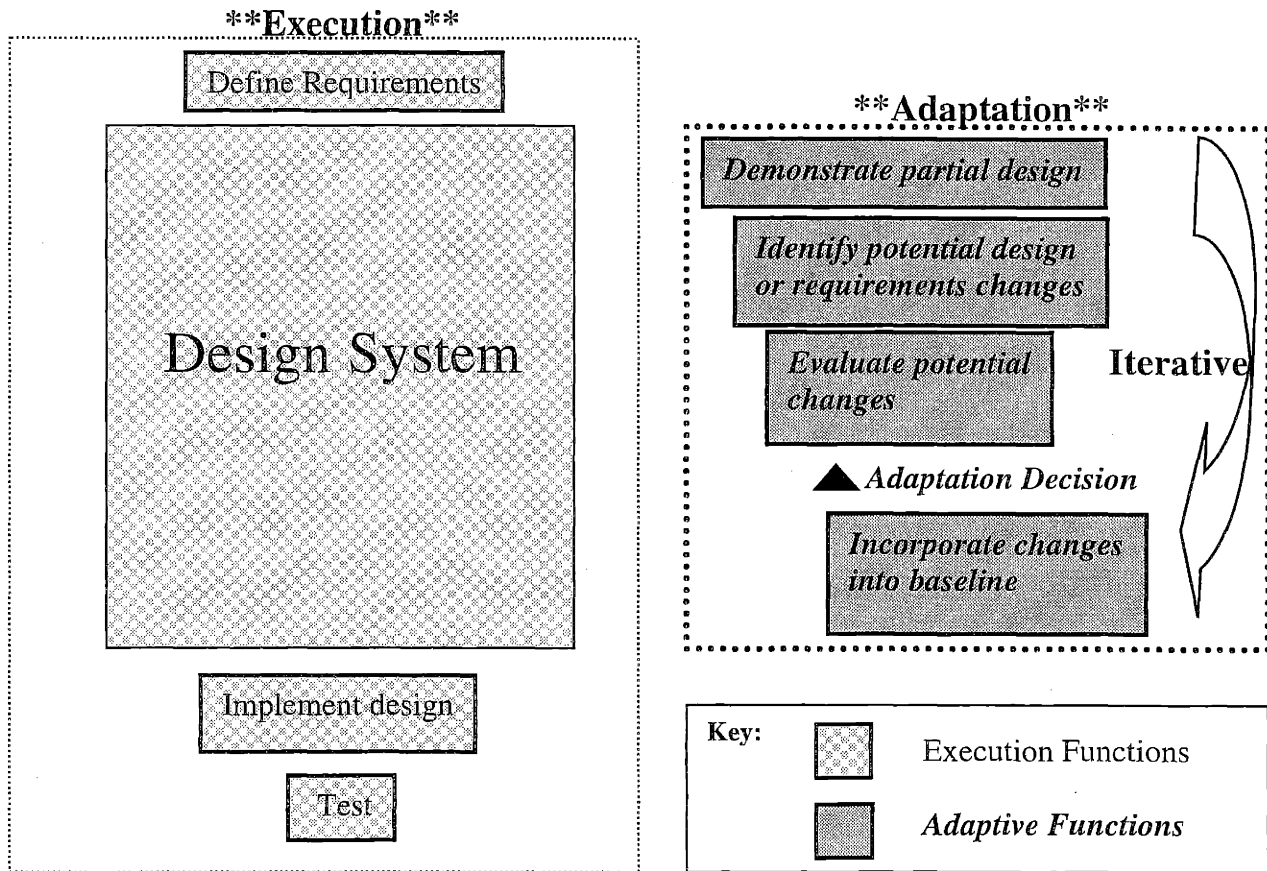 **Execution**
Define Requirements
Design System
Implement design
Test
**Adaptation**
Demonstrate partial design
Identify potential design
or requirements changes
Evaluate potential
changes
Iterative
Adaptation Decision
Incorporate changes
into baseline
Key:
Execution Functions
Adaptive Functions